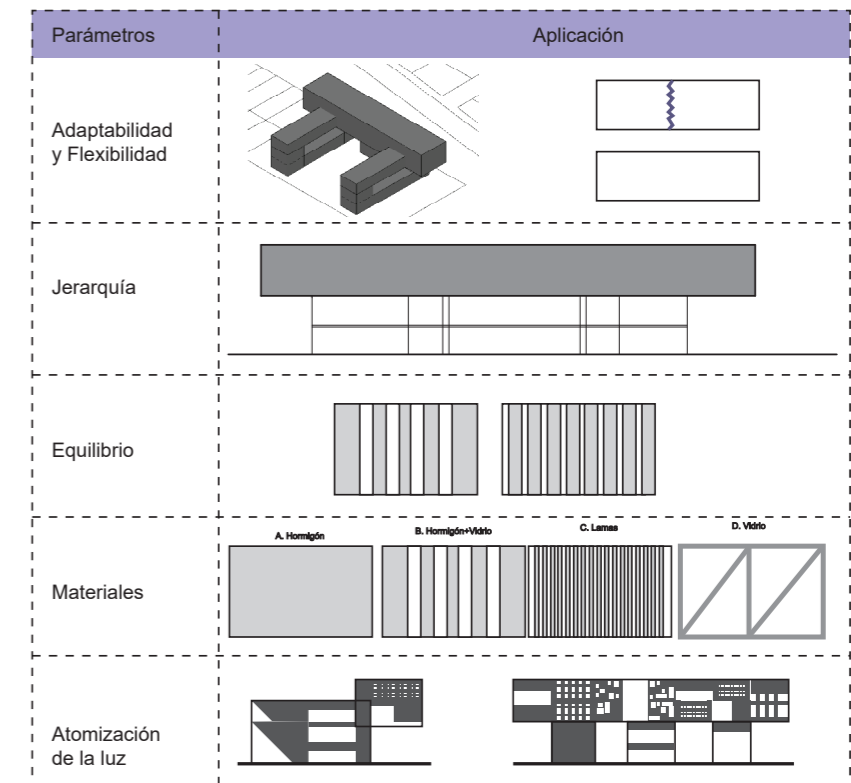 Parámetros
Aplicación
Adaptabilidad
y Flexibilidad
Jerarquía
Equilibrio
Materiales
A. Hormigón
B. Hormigón+Vidrio
C. Lamas
D. Vidrio
Atomización
de la luz